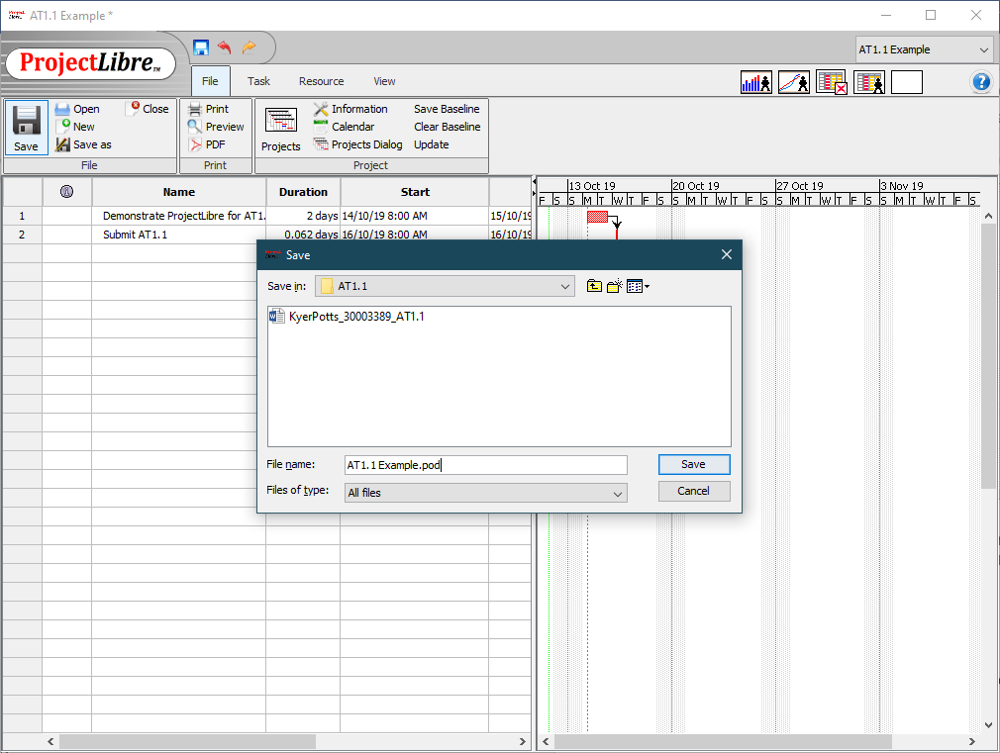 AT1.1 Example *
ProjectLibre™
AT1.1 Example
File Task Resource View
Save
Open
New
Save as
Close
File
Print
Preview
PDF
Print
Projects
Information
Calendar
Projects Dialog
Save Baseline
Clear Baseline
Update
Project
Name Duration Start
1 Demonstrate ProjectLibre for AT1. 2 days 14/10/19 8:00 AM 15/10/19
2 Submit AT1.1 0.062 days 16/10/19 8:00 AM 16/10/19
13 Oct 19 20 Oct 19 27 Oct 19 3 Nov 19
F S S M T W T F S S M T W T F S S M T W T F S S M T W T F S
Save
Save in: AT1.1
KyerPotts_30003389_AT1.1
File name: AT1.1 Example.pod
Save
Files of type: All files
Cancel